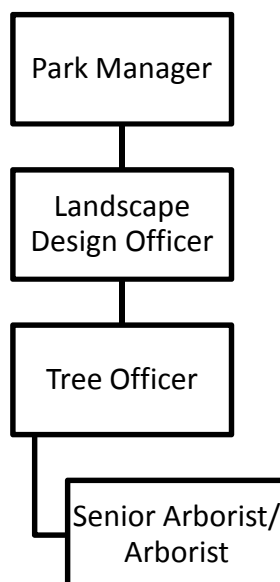 Park Manager
Landscape
Design Officer
Tree Officer
Senior Arborist/
Arborist